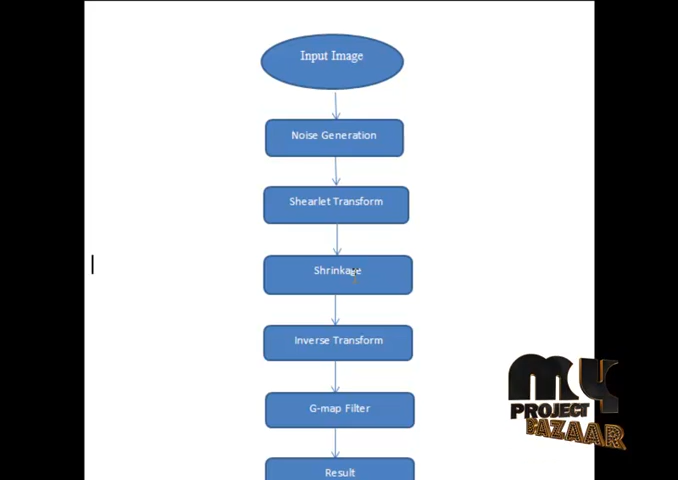 Input Image
Noise Generation
Shearlet Transform
Shrinkage
Inverse Transform
G-map Filter
Result
my
PROJECT
BAZAAR